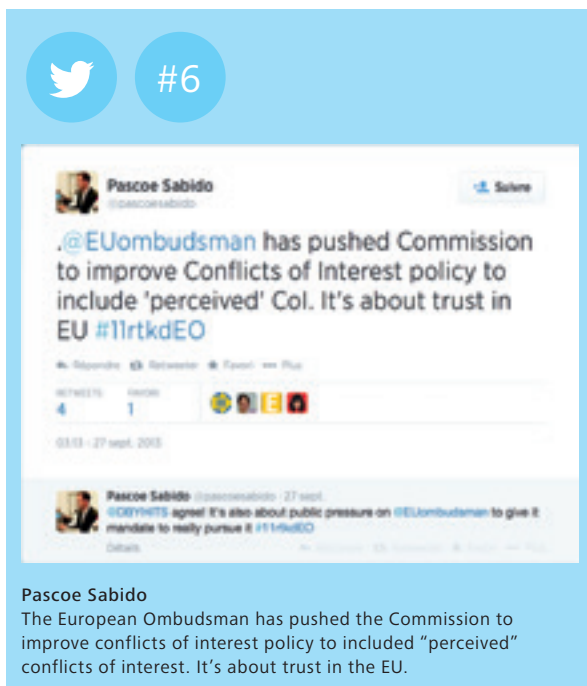 #6
Pascoe Sabido
@pascoesabido
Suivre
.@EUombudsman has pushed Commission
to improve Conflicts of Interest policy to
include 'perceived' CoI. It's about trust in
EU #11rtkdEO
Répondre Retweeter Favori Plus
RETWEETS FAVORI
4 1
03:13 - 27 sept. 2013
Pascoe Sabido @pascoesabido · 27 sept.
agree! It's also about public pressure on @EUombudsman to give it
mandate to really pursue it #11rtkdEO
Détails
Pascoe Sabido
The European Ombudsman has pushed the Commission to
improve conflicts of interest policy to included “perceived”
conflicts of interest. It’s about trust in the EU.